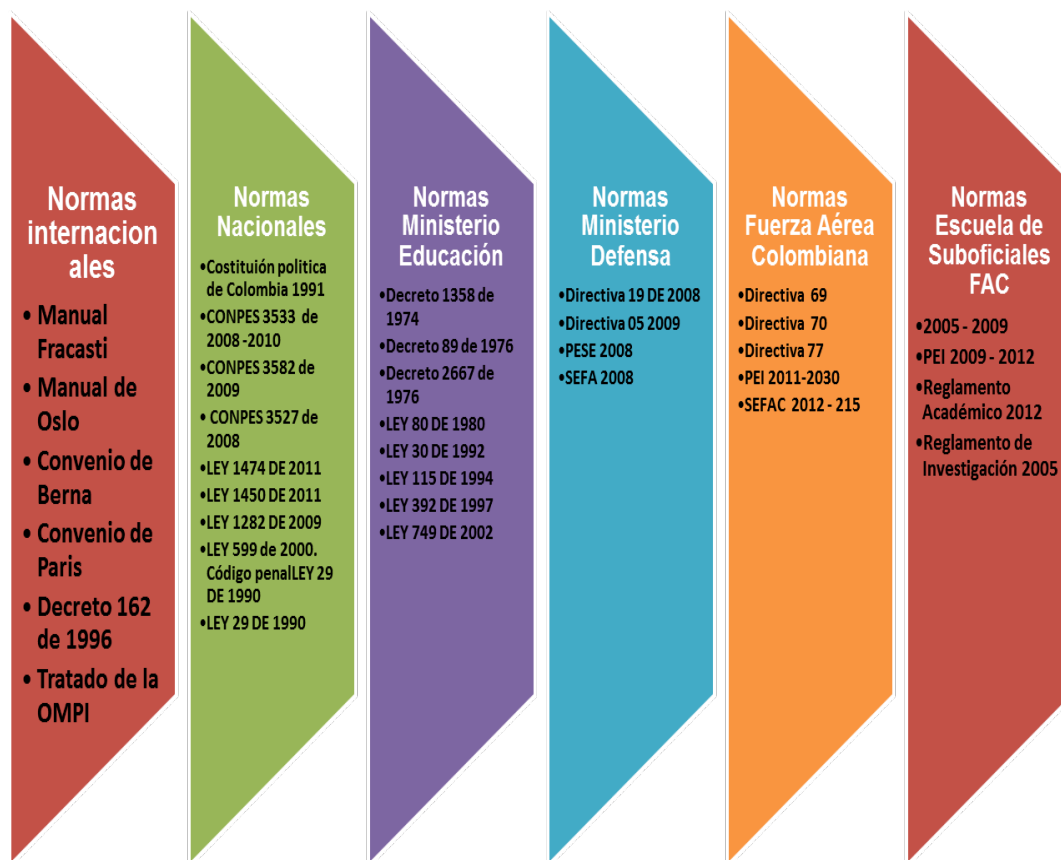 Normas
internacion
ales
• Manual
Fracasti
• Manual de
Oslo
• Convenio de
Berna
• Convenio de
Paris
• Decreto 162
de 1996
• Tratado de la
OMPI
Normas
Nacionales
•Costituión politica
de Colombia 1991
•CONPES 3533 de
2008 -2010
•CONPES 3582 de
2009
• CONPES 3527 de
2008
•LEY 1474 DE 2011
•LEY 1450 DE 2011
•LEY 1282 DE 2009
•LEY 599 de 2000.
Código penalLEY 29
DE 1990
•LEY 29 DE 1990
Normas
Ministerio
Educación
•Decreto 1358 de
1974
•Decreto 89 de 1976
•Decreto 2667 de
1976
•LEY 80 DE 1980
•LEY 30 DE 1992
•LEY 115 DE 1994
•LEY 392 DE 1997
•LEY 749 DE 2002
Normas
Ministerio
Defensa
•Directiva 19 DE 2008
•Directiva 05 2009
•PESE 2008
•SEFA 2008
Normas
Fuerza Aérea
Colombiana
•Directiva 69
•Directiva 70
•Directiva 77
•PEI 2011-2030
•SEFAC 2012 - 215
Normas
Escuela de
Suboficiales
FAC
•2005 - 2009
•PEI 2009 - 2012
•Reglamento
Académico 2012
•Reglamento de
Investigación 2005